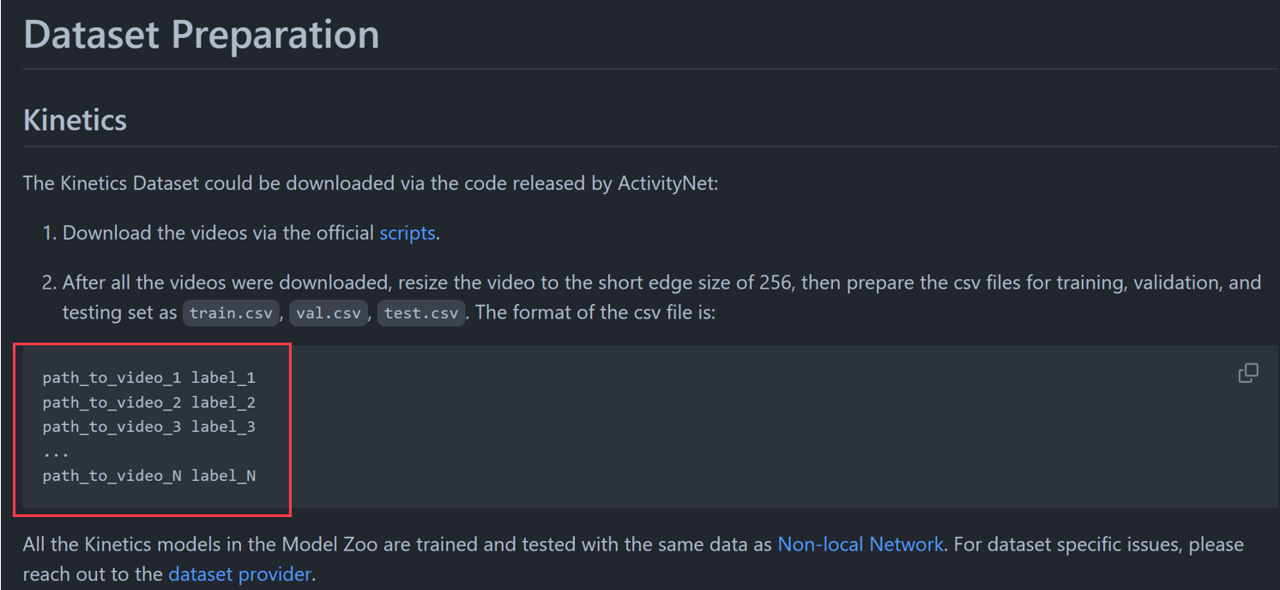 Dataset Preparation
Kinetics
The Kinetics Dataset could be downloaded via the code released by ActivityNet:
1. Download the videos via the official scripts.
2. After all the videos were downloaded, resize the video to the short edge size of 256, then prepare the csv files for training, validation, and
testing set as train.csv, val.csv, test.csv. The format of the csv file is:
path_to_video_1 label_1
path_to_video_2 label_2
path_to_video_3 label_3
...
path_to_video_N label_N
All the Kinetics models in the Model Zoo are trained and tested with the same data as Non-local Network. For dataset specific issues, please
reach out to the dataset provider.